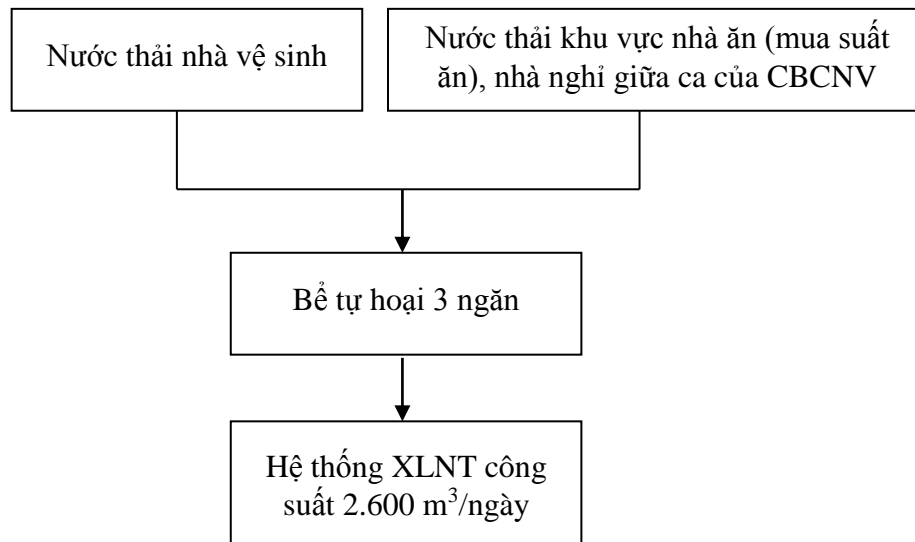 Nước thải nhà vệ sinh
Nước thải khu vực nhà ăn (mua suất
ăn), nhà nghỉ giữa ca của CBCNV
Bể tự hoại 3 ngăn
Hệ thống XLNT công
suất 2.600 m³/ngày